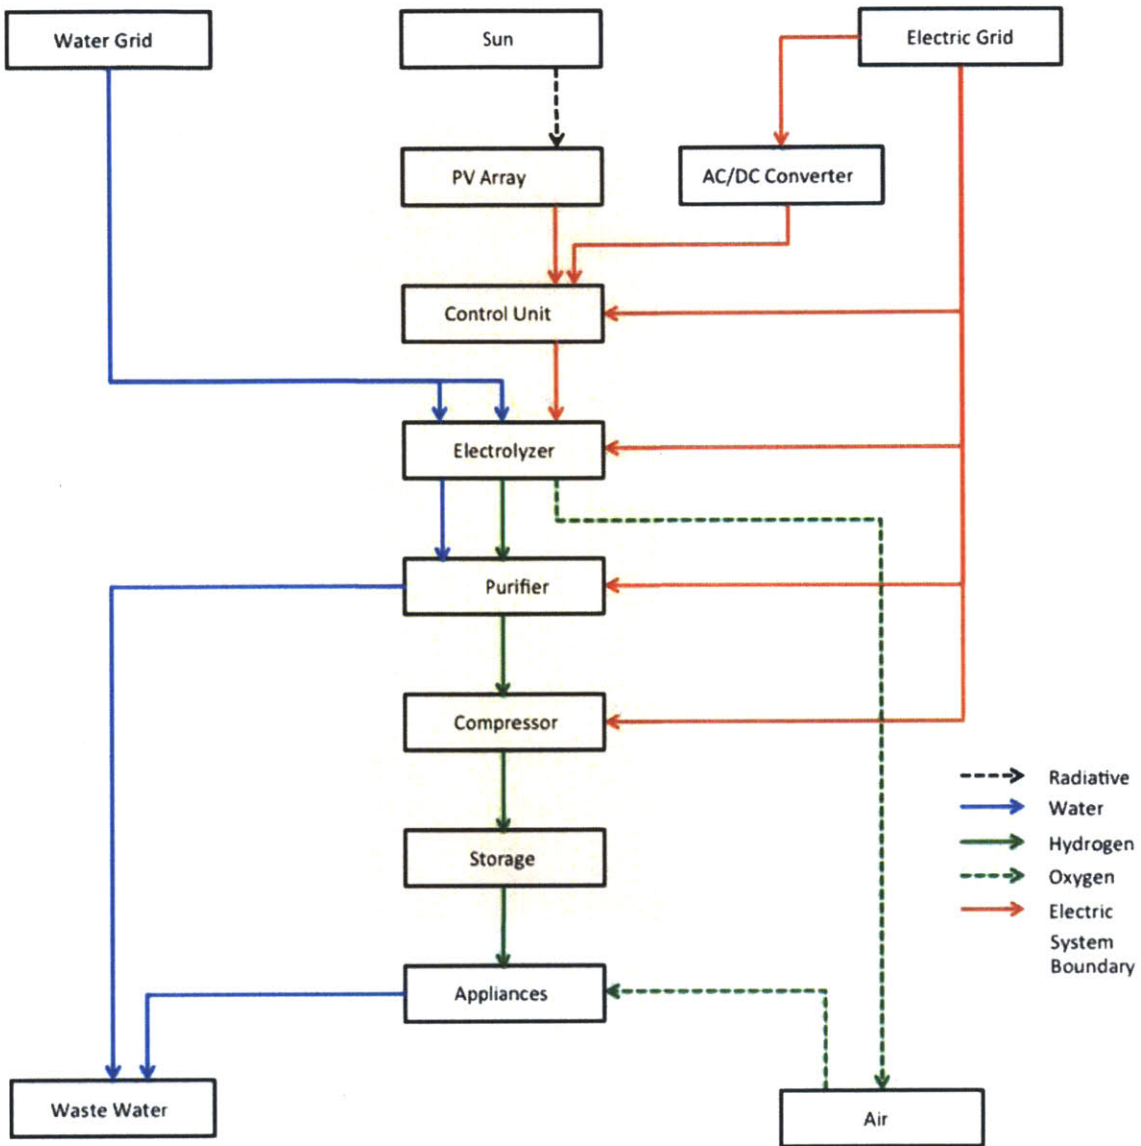 Water Grid
Sun
Electric Grid
PV Array
AC/DC Converter
Control Unit
Electrolyzer
Purifier
Compressor
Storage
Appliances
Waste Water
Air
Radiative
Water
Hydrogen
Oxygen
Electric
System
Boundary